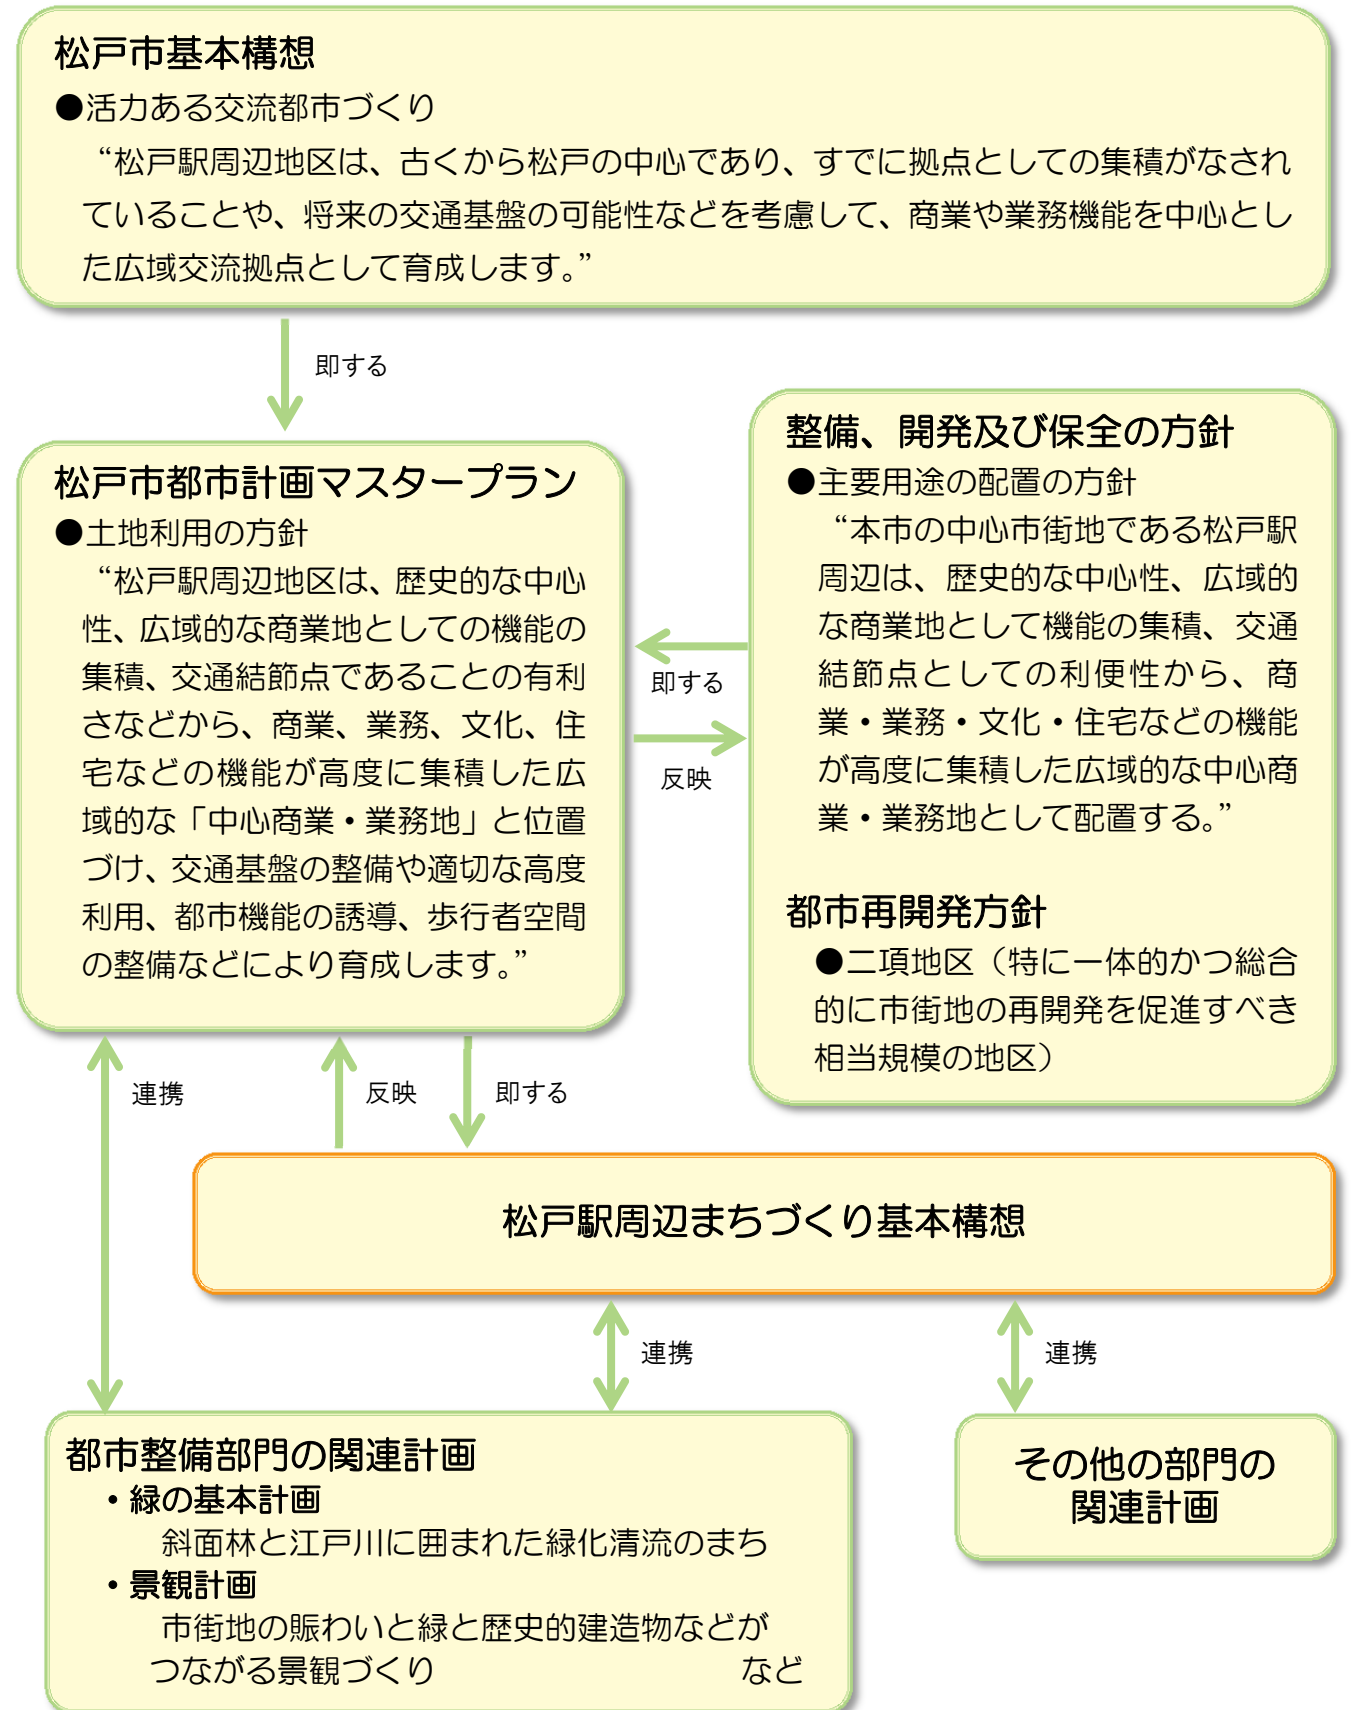 松戸市基本構想
●活力ある交流都市づくり
“松戸駅周辺地区は、古くから松戸の中心であり、すでに拠点としての集積がなされ
ていることや、将来の交通基盤の可能性などを考慮して、商業や業務機能を中心とし
た広域交流拠点として育成します。”
即する
松戸市都市計画マスタープラン
●土地利用の方針
“松戸駅周辺地区は、歴史的な中心
性、広域的な商業地としての機能の
集積、交通結節点であることの有利
さなどから、商業、業務、文化、住
宅などの機能が高度に集積した広
域的な「中心商業・業務地」と位置
づけ、交通基盤の整備や適切な高度
利用、都市機能の誘導、歩行者空間
の整備などにより育成します。”
即する
反映
整備、開発及び保全の方針
●主要用途の配置の方針
“本市の中心市街地である松戸駅
周辺は、歴史的な中心性、広域的
な商業地として機能の集積、交通
結節点としての利便性から、商
業・業務・文化・住宅などの機能
が高度に集積した広域的な中心商
業・業務地として配置する。”
都市再開発方針
●二項地区（特に一体的かつ総合
的に市街地の再開発を促進すべき
相当規模の地区）
連携
反映
即する
松戸駅周辺まちづくり基本構想
連携
連携
都市整備部門の関連計画
・緑の基本計画
斜面林と江戸川に囲まれた緑化清流のまち
・景観計画
市街地の賑わいと緑と歴史的建造物などが
つながる景観づくり　など
その他の部門の
関連計画